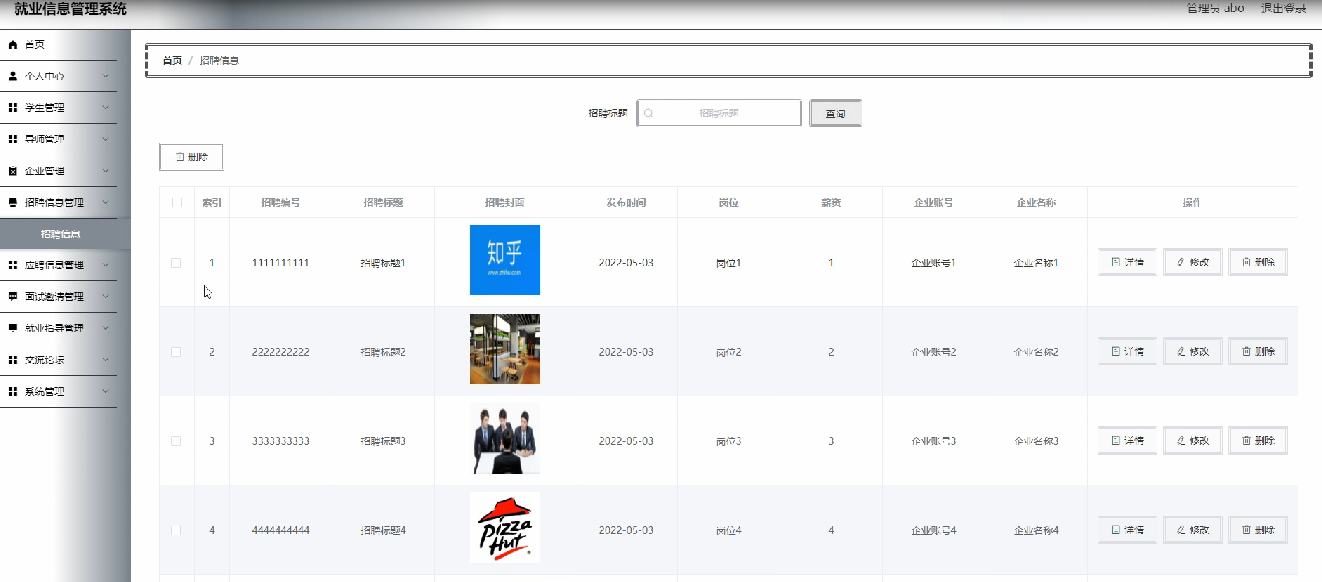 就业信息管理系统
管理员 abo 退出登录
首页
个人中心
学生管理
导师管理
企业管理
招聘信息管理
招聘信息
应聘信息管理
面试邀请管理
就业指导管理
交流论坛
系统管理
首页 / 招聘信息
招聘标题 招聘标题 查询
删除
索引 招聘编号 招聘标题 招聘封面 发布时间 岗位 薪资 企业账号 企业名称 操作
1 1111111111 招聘标题1 知乎 www.zhihu.com 2022-05-03 岗位1 1 企业账号1 企业名称1 详情 修改 删除
2 2222222222 招聘标题2 2022-05-03 岗位2 2 企业账号2 企业名称2 详情 修改 删除
3 3333333333 招聘标题3 2022-05-03 岗位3 3 企业账号3 企业名称3 详情 修改 删除
4 4444444444 招聘标题4 Pizza Hut 2022-05-03 岗位4 4 企业账号4 企业名称4 详情 修改 删除